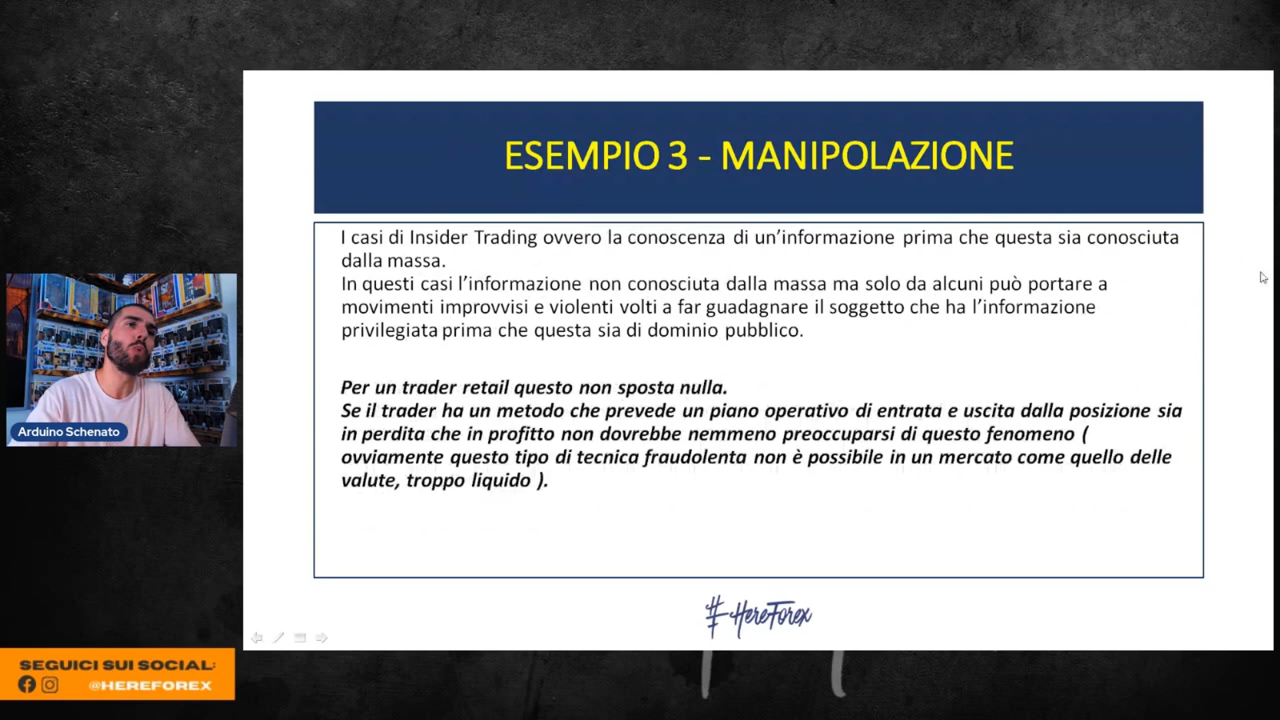 ESEMPIO 3 - MANIPOLAZIONE
I casi di Insider Trading ovvero la conoscenza di un’informazione prima che questa sia conosciuta
dalla massa.
In questi casi l’informazione non conosciuta dalla massa ma solo da alcuni può portare a
movimenti improvvisi e violenti volti a far guadagnare il soggetto che ha l’informazione
privilegiata prima che questa sia di dominio pubblico.
Per un trader retail questo non sposta nulla.
Se il trader ha un metodo che prevede un piano operativo di entrata e uscita dalla posizione sia
in perdita che in profitto non dovrebbe nemmeno preoccuparsi di questo fenomeno (
ovviamente questo tipo di tecnica fraudolenta non è possibile in un mercato come quello delle
valute, troppo liquido ).
#HereForex
Arduino Schenato
SEGUICI SUI SOCIAL:
@HEREFOREX